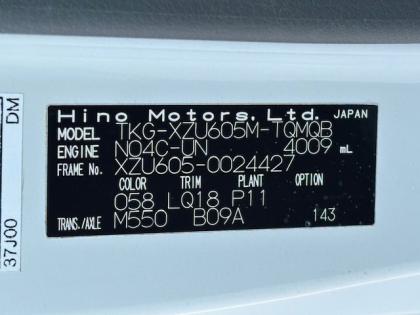 Hino Motors, Ltd. JAPAN
MODEL TKG-XZU605M-TQMQB
ENGINE N04C-UN 4009 mL
FRAME No. XZU605-0024427
COLOR TRIM PLANT
058 LQ18 P11
TRANS./AXLE M550 B09A 143
37J00 DM